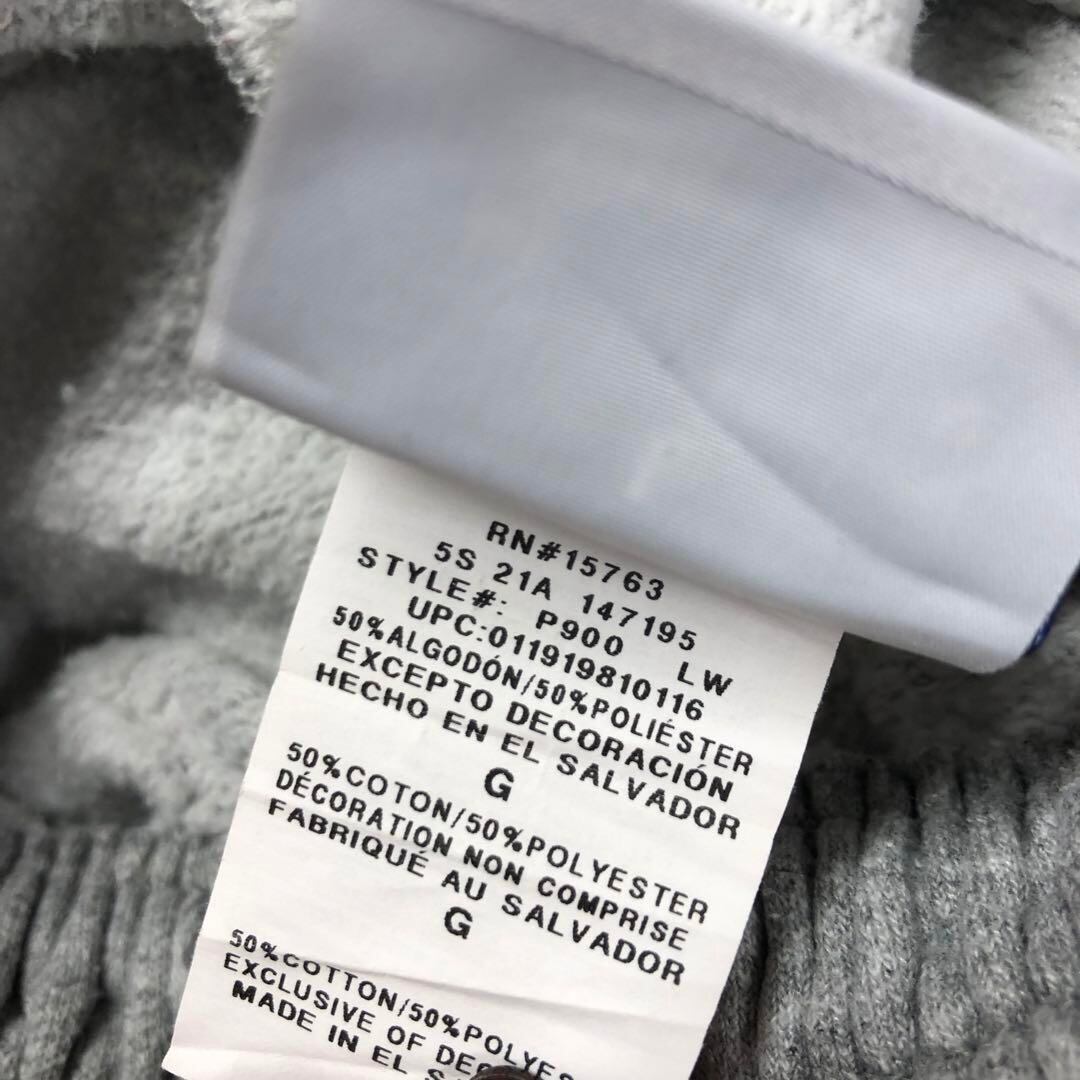 RN#15763
5S 21A 147195
STYLE#: P900 LW
UPC:011919810116
50%ALGODÓN/50%POLIÉSTER
EXCEPTO DECORACIÓN
HECHO EN EL SALVADOR
G
50%COTON/50%POLYESTER
DÉCORATION NON COMPRISE
FABRIQUÉ AU SALVADOR
G
50%COTTON/50%POLYES
EXCLUSIVE OF DEC
MADE IN EL S